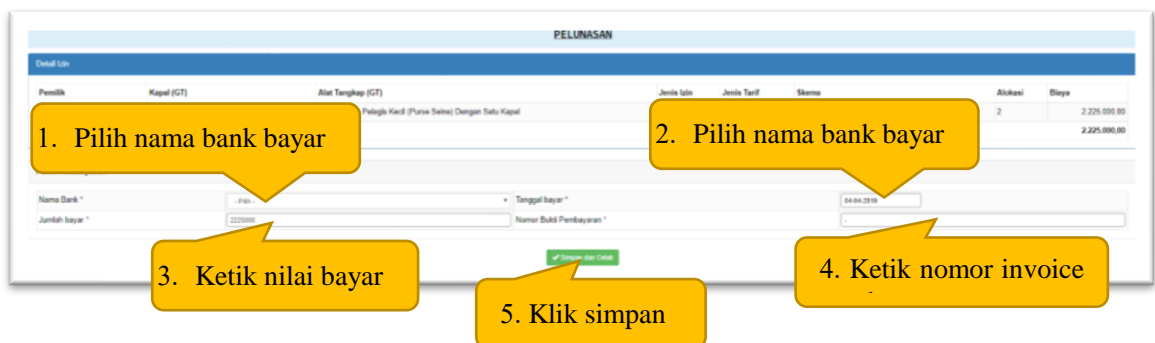 PELUNASAN
Detail Izin
Pemilik Kapal (GT) Alat Tangkap (GT) Jenis Izin Jenis Tarif Skema Alokasi Biaya
Pelagis Kecil (Purse Seine) Dengan Satu Kapal 2 2.225.000,00
2.225.000,00
1. Pilih nama bank bayar
2. Pilih nama bank bayar
Nama Bank * - Pilih - Tanggal bayar * 04-04-2019
Jumlah bayar * 2225000 Nomor Bukti Pembayaran * -
✔ Simpan dan Cetak
3. Ketik nilai bayar
4. Ketik nomor invoice
5. Klik simpan